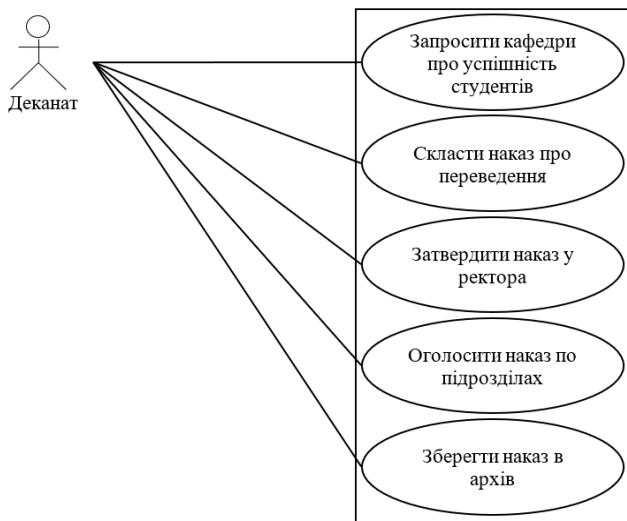 Деканат
Запросити кафедри
про успішність
студентів
Скласти наказ про
переведення
Затвердити наказ у
ректора
Оголосити наказ по
підрозділах
Зберегти наказ в
архів